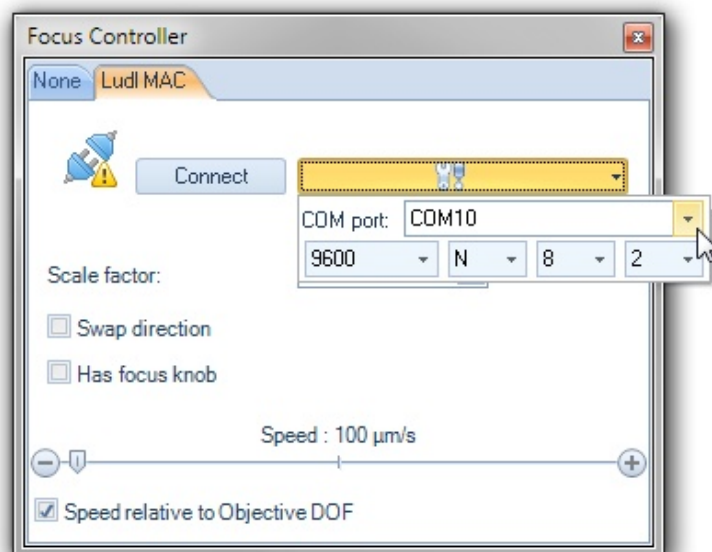 Focus Controller
None Ludl MAC
Connect
COM port: COM10
9600 N 8 2
Scale factor:
Swap direction
Has focus knob
Speed : 100 µm/s
Speed relative to Objective DOF